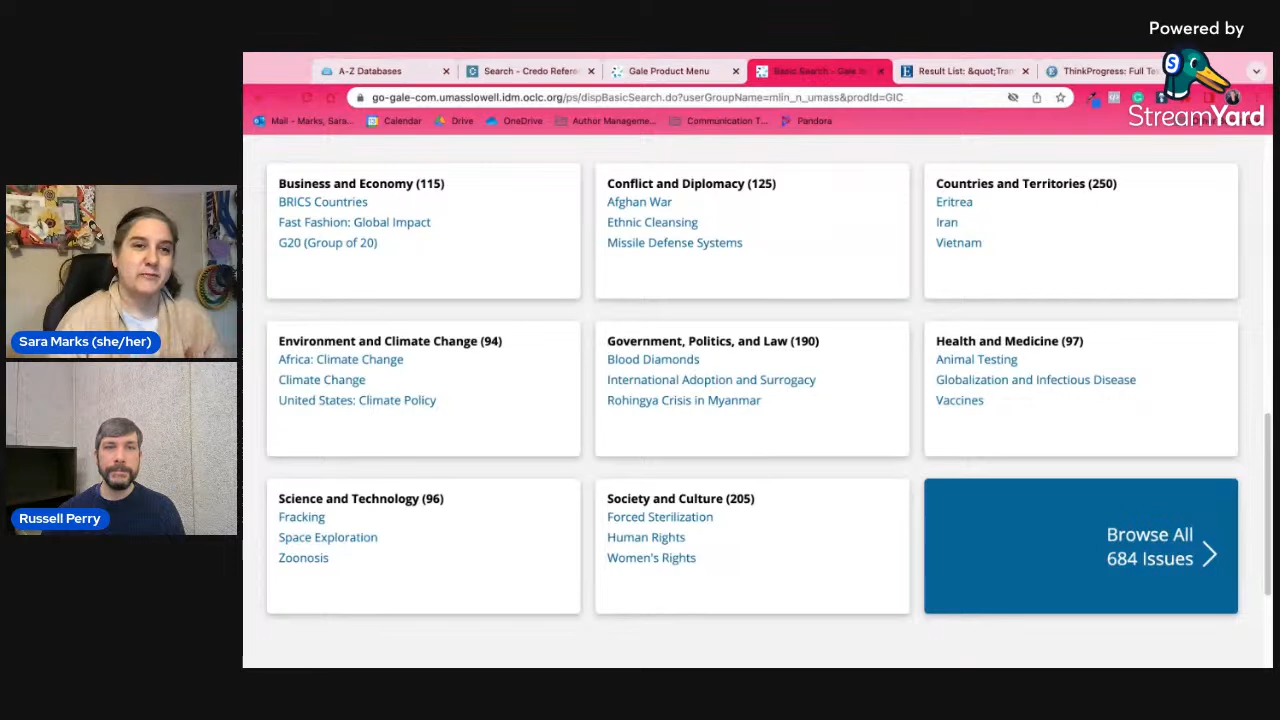 Powered by
StreamYard
A-Z Databases
Search - Credo Refere
Gale Product Menu
Basic Search - Gale
Result List: &quot;Tran
ThinkProgress: Full Te
go-gale-com.umasslowell.idm.oclc.org/ps/dispBasicSearch.do?userGroupName=mlin_n_umass&prodId=GIC
Mail - Marks, Sara...
Calendar
Drive
OneDrive
Author Manageme...
Communication T...
Pandora
Business and Economy (115)
BRICS Countries
Fast Fashion: Global Impact
G20 (Group of 20)
Conflict and Diplomacy (125)
Afghan War
Ethnic Cleansing
Missile Defense Systems
Countries and Territories (250)
Eritrea
Iran
Vietnam
Environment and Climate Change (94)
Africa: Climate Change
Climate Change
United States: Climate Policy
Government, Politics, and Law (190)
Blood Diamonds
International Adoption and Surrogacy
Rohingya Crisis in Myanmar
Health and Medicine (97)
Animal Testing
Globalization and Infectious Disease
Vaccines
Science and Technology (96)
Fracking
Space Exploration
Zoonosis
Society and Culture (205)
Forced Sterilization
Human Rights
Women's Rights
Browse All
684 Issues
Sara Marks (she/her)
Russell Perry